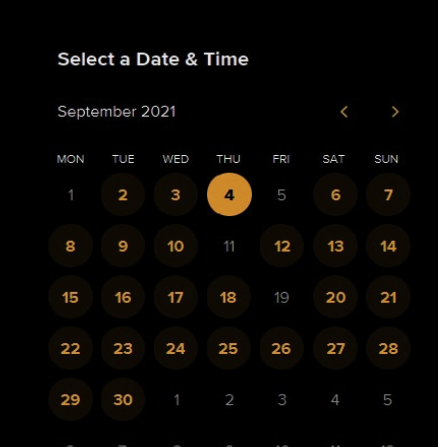 Select a Date & Time
September 2021
MON TUE WED THU FRI SAT SUN
1 2 3 4 5 6 7
8 9 10 11 12 13 14
15 16 17 18 19 20 21
22 23 24 25 26 27 28
29 30 1 2 3 4 5